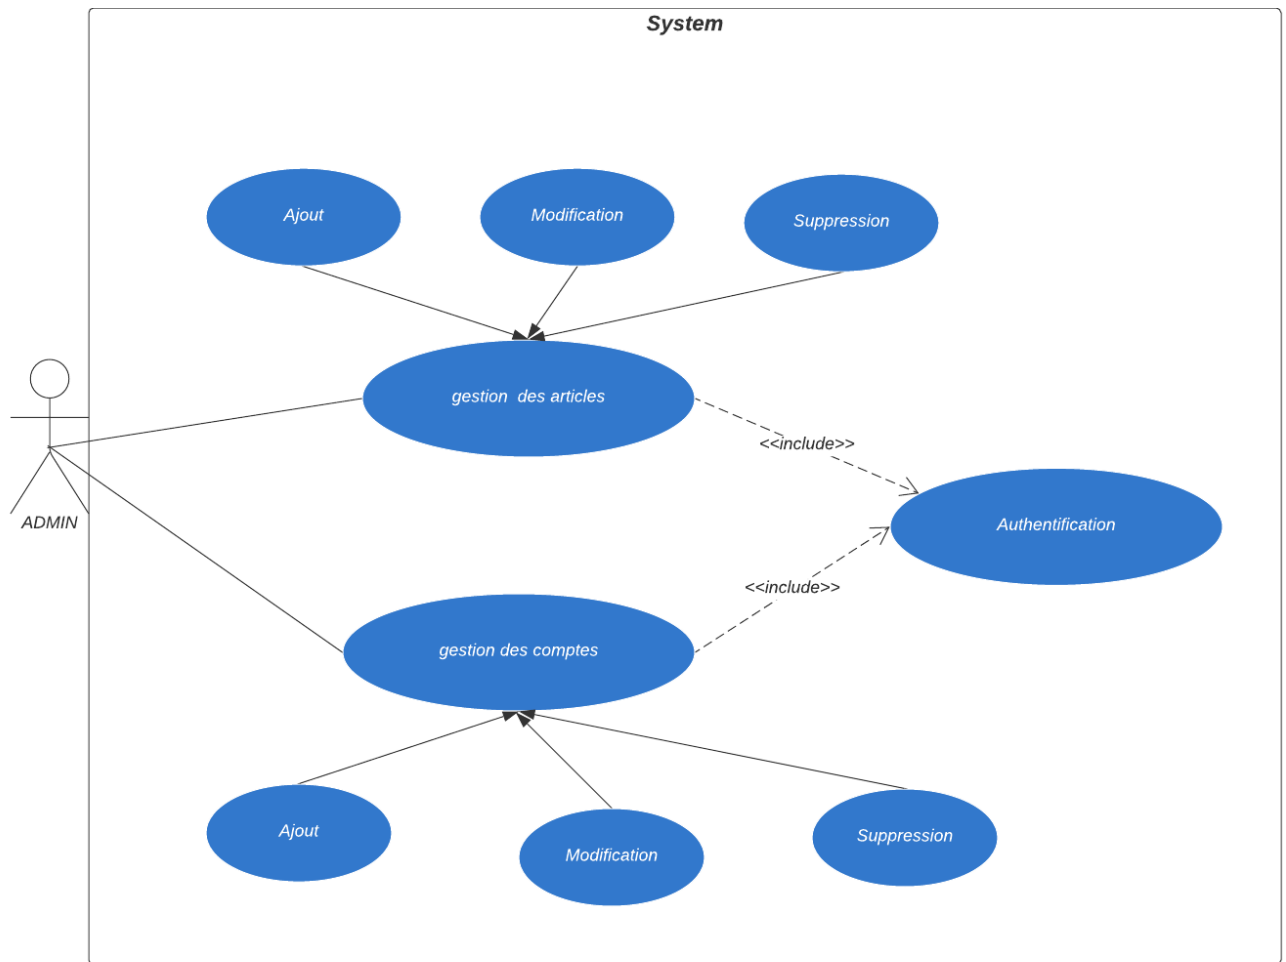 System
Ajout
Modification
Suppression
gestion  des articles
<<include>>
Authentification
ADMIN
<<include>>
gestion des comptes
Ajout
Modification
Suppression